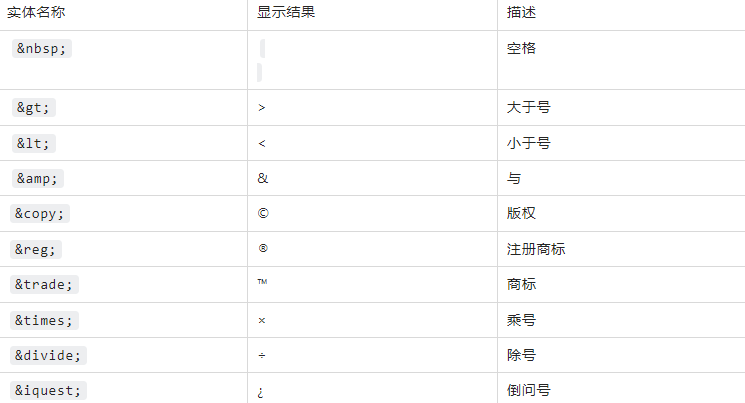 实体名称 显示结果 描述
&nbsp; 空格
&gt; > 大于号
&lt; < 小于号
&amp; & 与
&copy; © 版权
&reg; ® 注册商标
&trade; ™ 商标
&times; × 乘号
&divide; ÷ 除号
&iquest; ¿ 倒问号